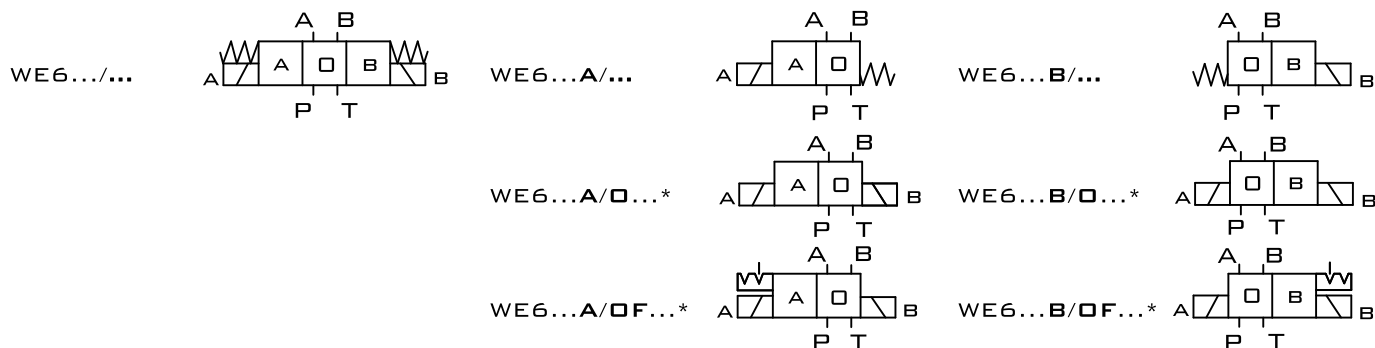 A B A B A B
WE6.../... A A O B B WE6...A/... A A O WE6...B/... O B B
P T P T P T
A B A B
WE6...A/O...* A A O B WE6...B/O...* A O B B
P T P T
A B A B
WE6...A/OF...* A A O B WE6...B/OF...* A O B B
P T P T